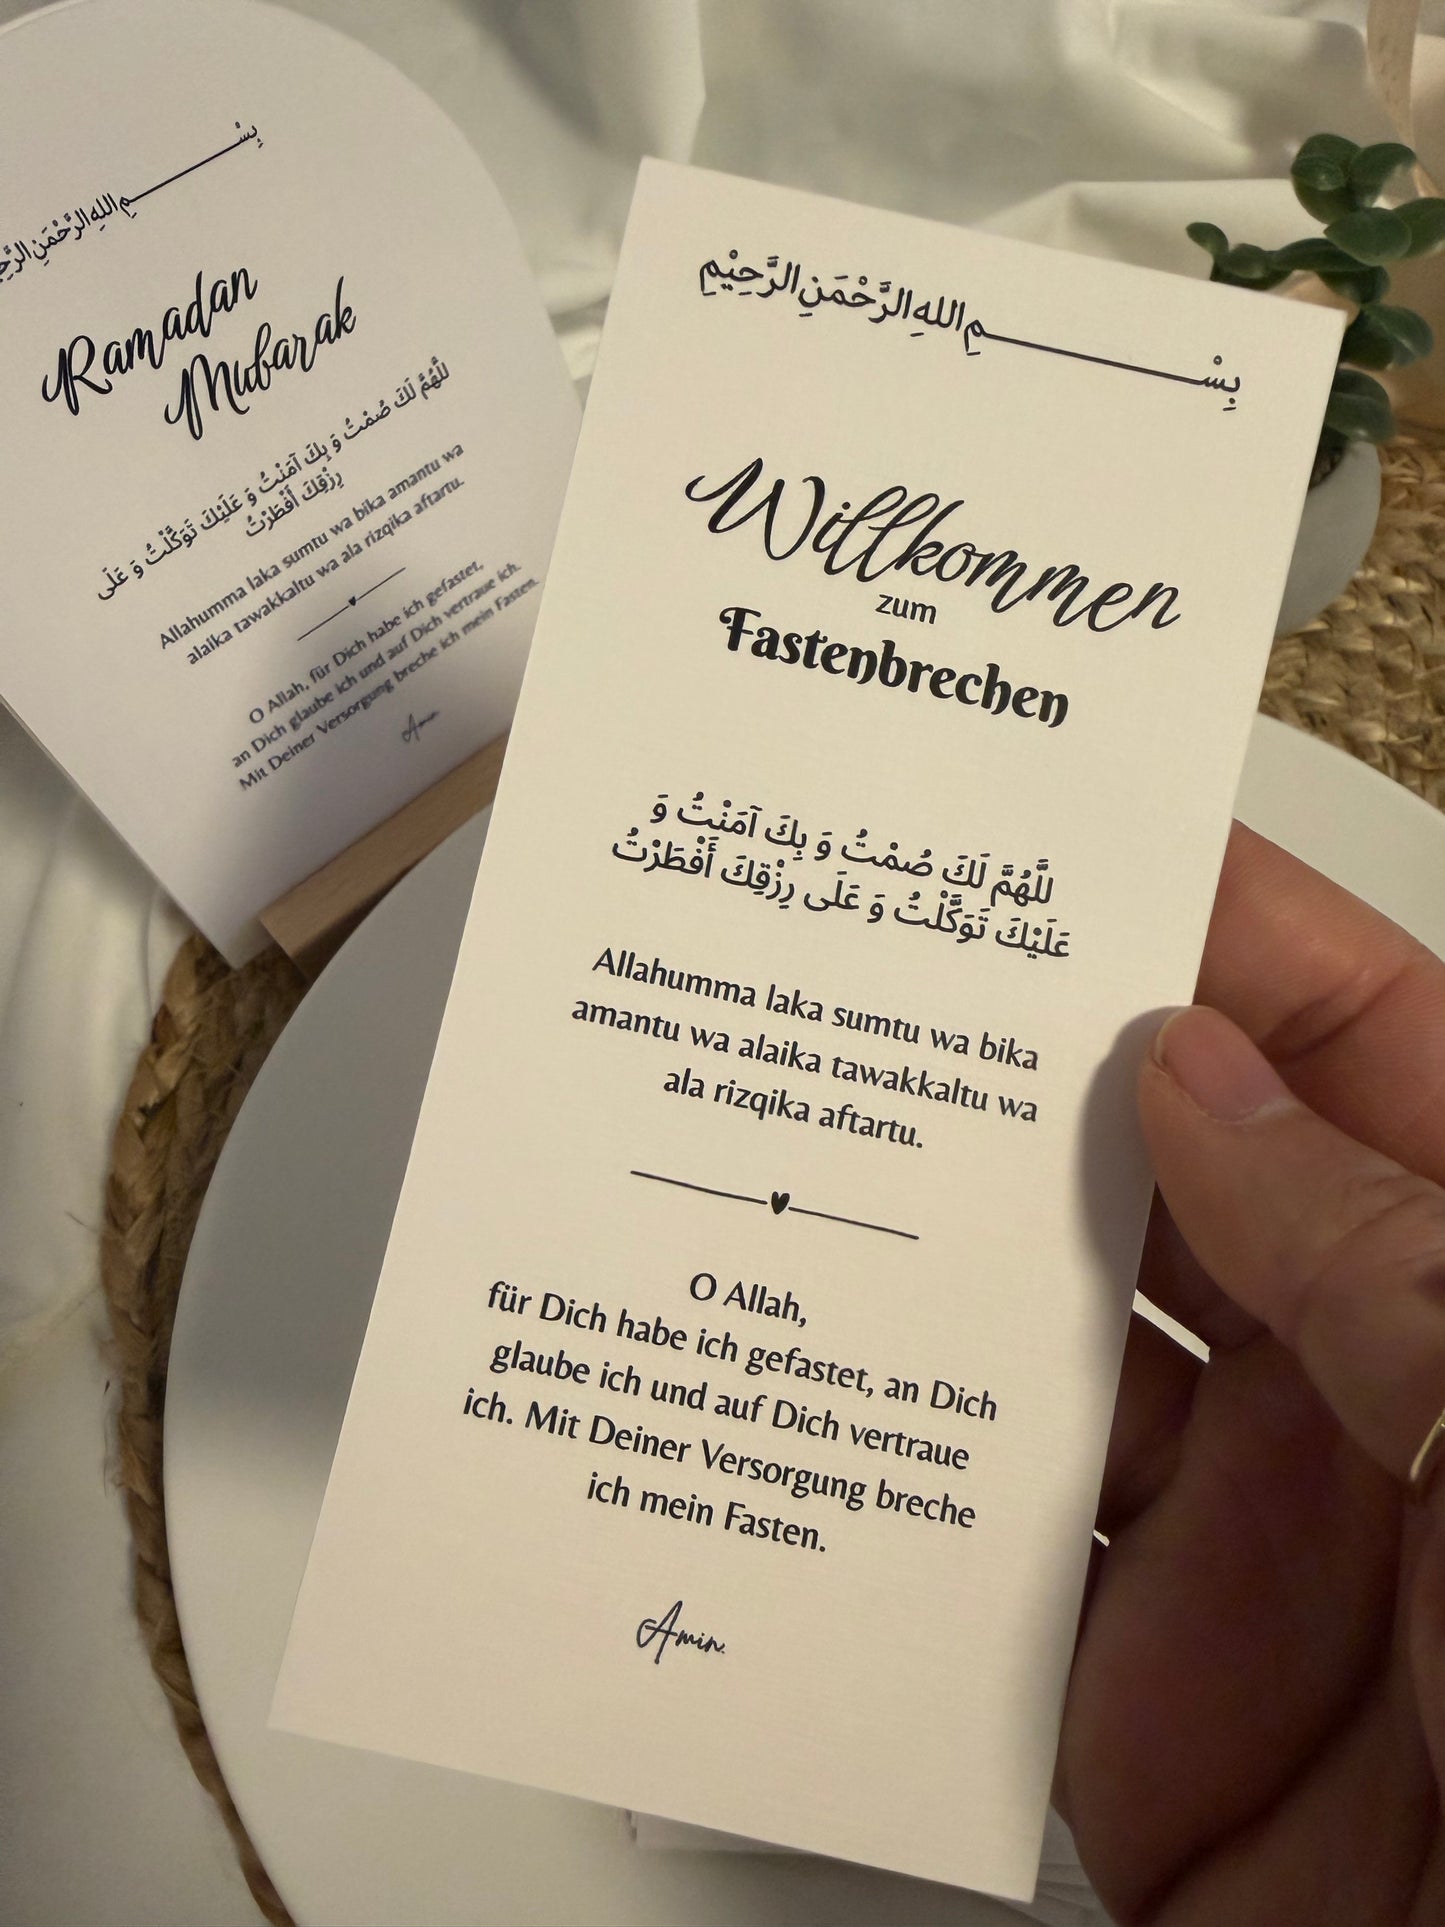 بِسْــــــــمِ اللهِ الرَّحْمَنِ الرَّحِيْمِ
Willkommen
zum
Fastenbrechen
للَّهُمَّ لَكَ صُمْتُ وَ بِكَ آمَنْتُ وَ
عَلَيْكَ تَوَكَّلْتُ وَ عَلَى رِزْقِكَ أَفْطَرْتُ
Allahumma laka sumtu wa bika
amantu wa alaika tawakkaltu wa
ala rizqika aftartu.
O Allah,
für Dich habe ich gefastet, an Dich
glaube ich und auf Dich vertraue
ich. Mit Deiner Versorgung breche
ich mein Fasten.
Amin.
بِسْــــــــمِ اللهِ الرَّحْمَنِ
Ramadan
Mubarak
للَّهُمَّ لَكَ صُمْتُ وَ بِكَ آمَنْتُ وَ عَلَيْكَ تَوَكَّلْتُ وَ عَلَى
رِزْقِكَ أَفْطَرْتُ
Allahumma laka sumtu wa bika amantu wa
alaika tawakkaltu wa ala rizqika aftartu.
O Allah, für Dich habe ich gefastet,
an Dich glaube ich und auf Dich vertraue ich.
Mit Deiner Versorgung breche ich mein Fasten.
Amin